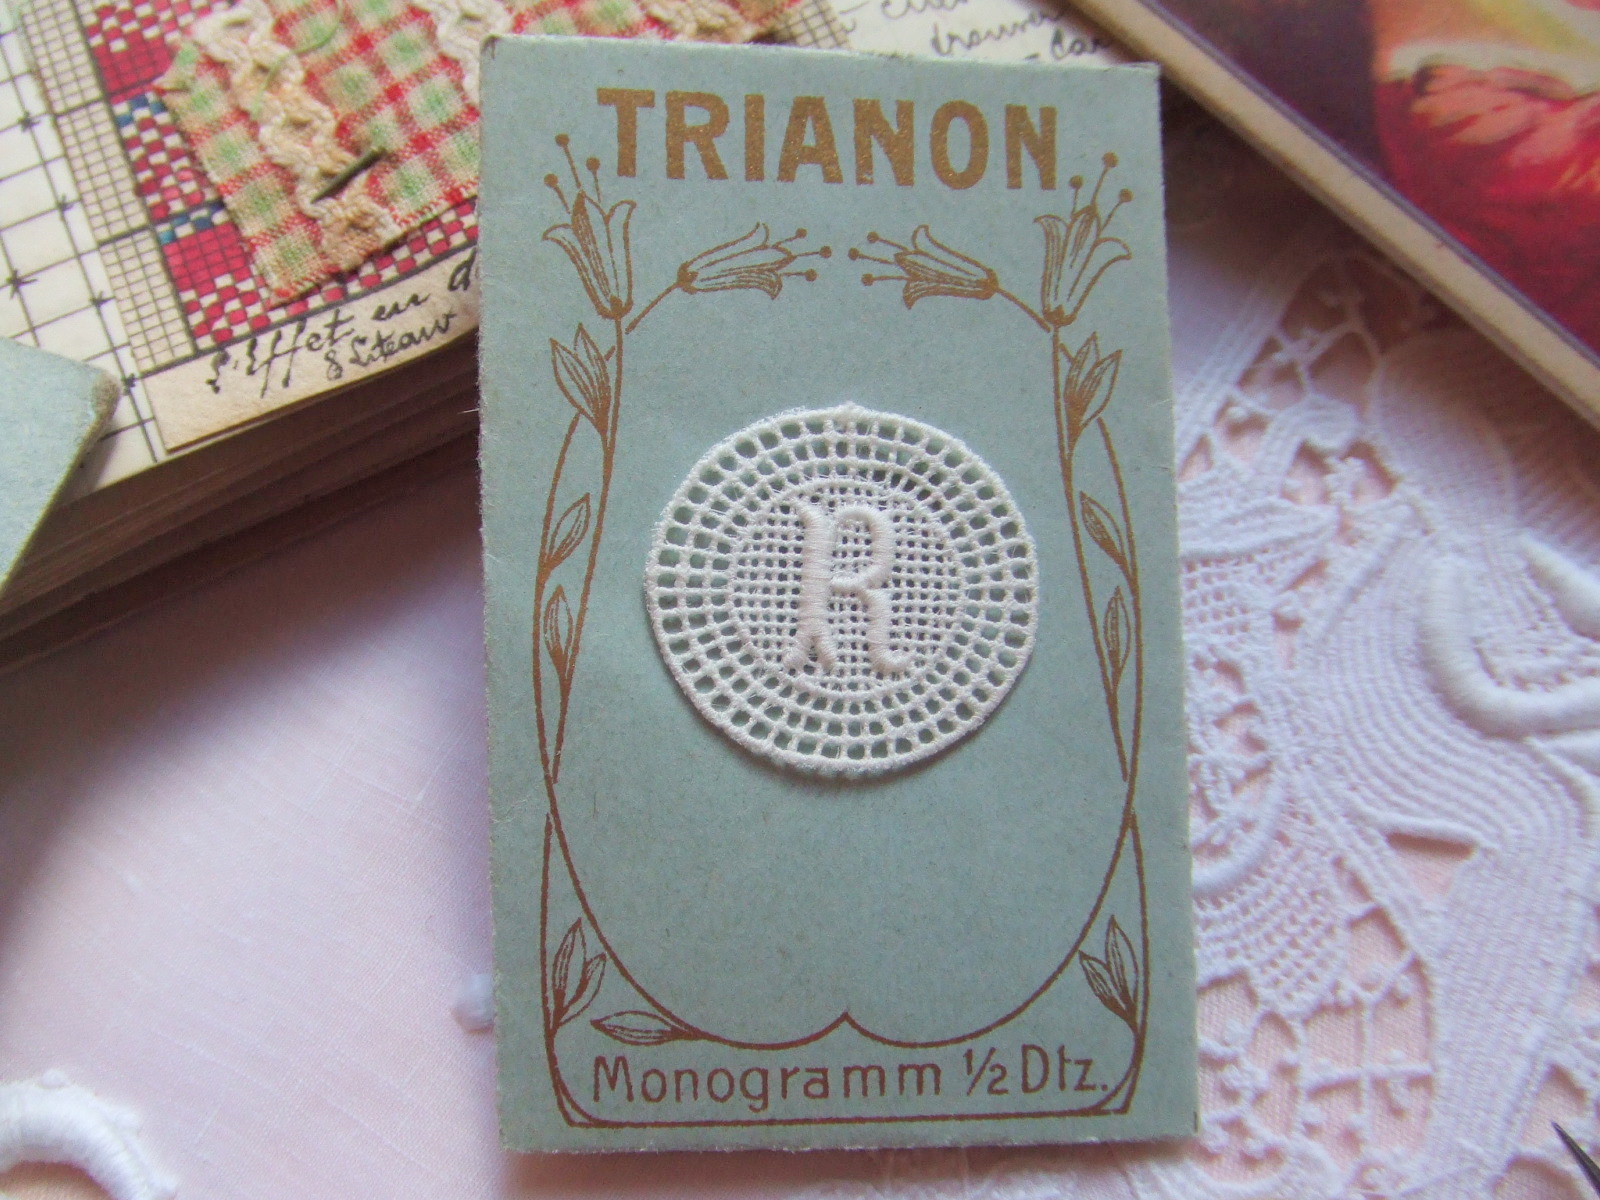 TRIANON
R
Monogramm 1/2 Dtz.
l'Effet en